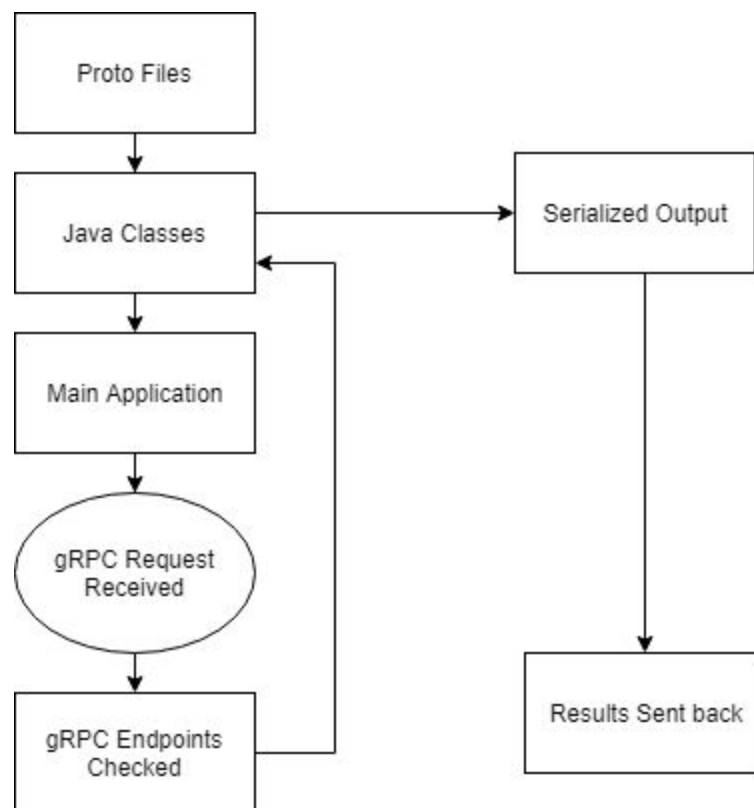 Proto Files
Java Classes
Serialized Output
Main Application
gRPC Request
Received
gRPC Endpoints
Checked
Results Sent back